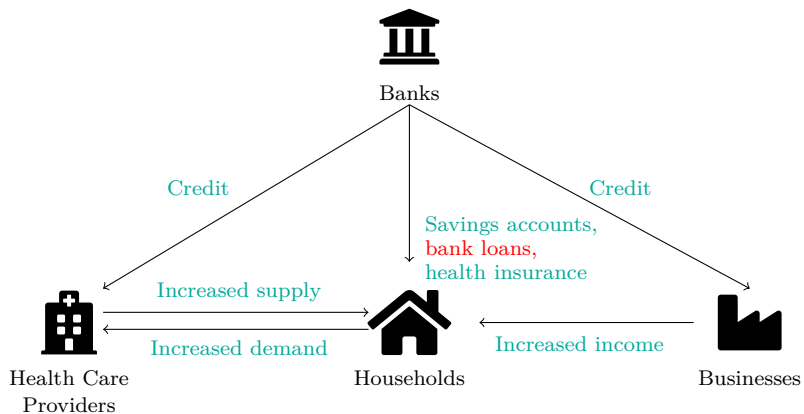 Banks
Credit
Credit
Savings accounts,
bank loans,
health insurance
Increased supply
Increased demand
Increased income
Health Care
Providers
Households
Businesses